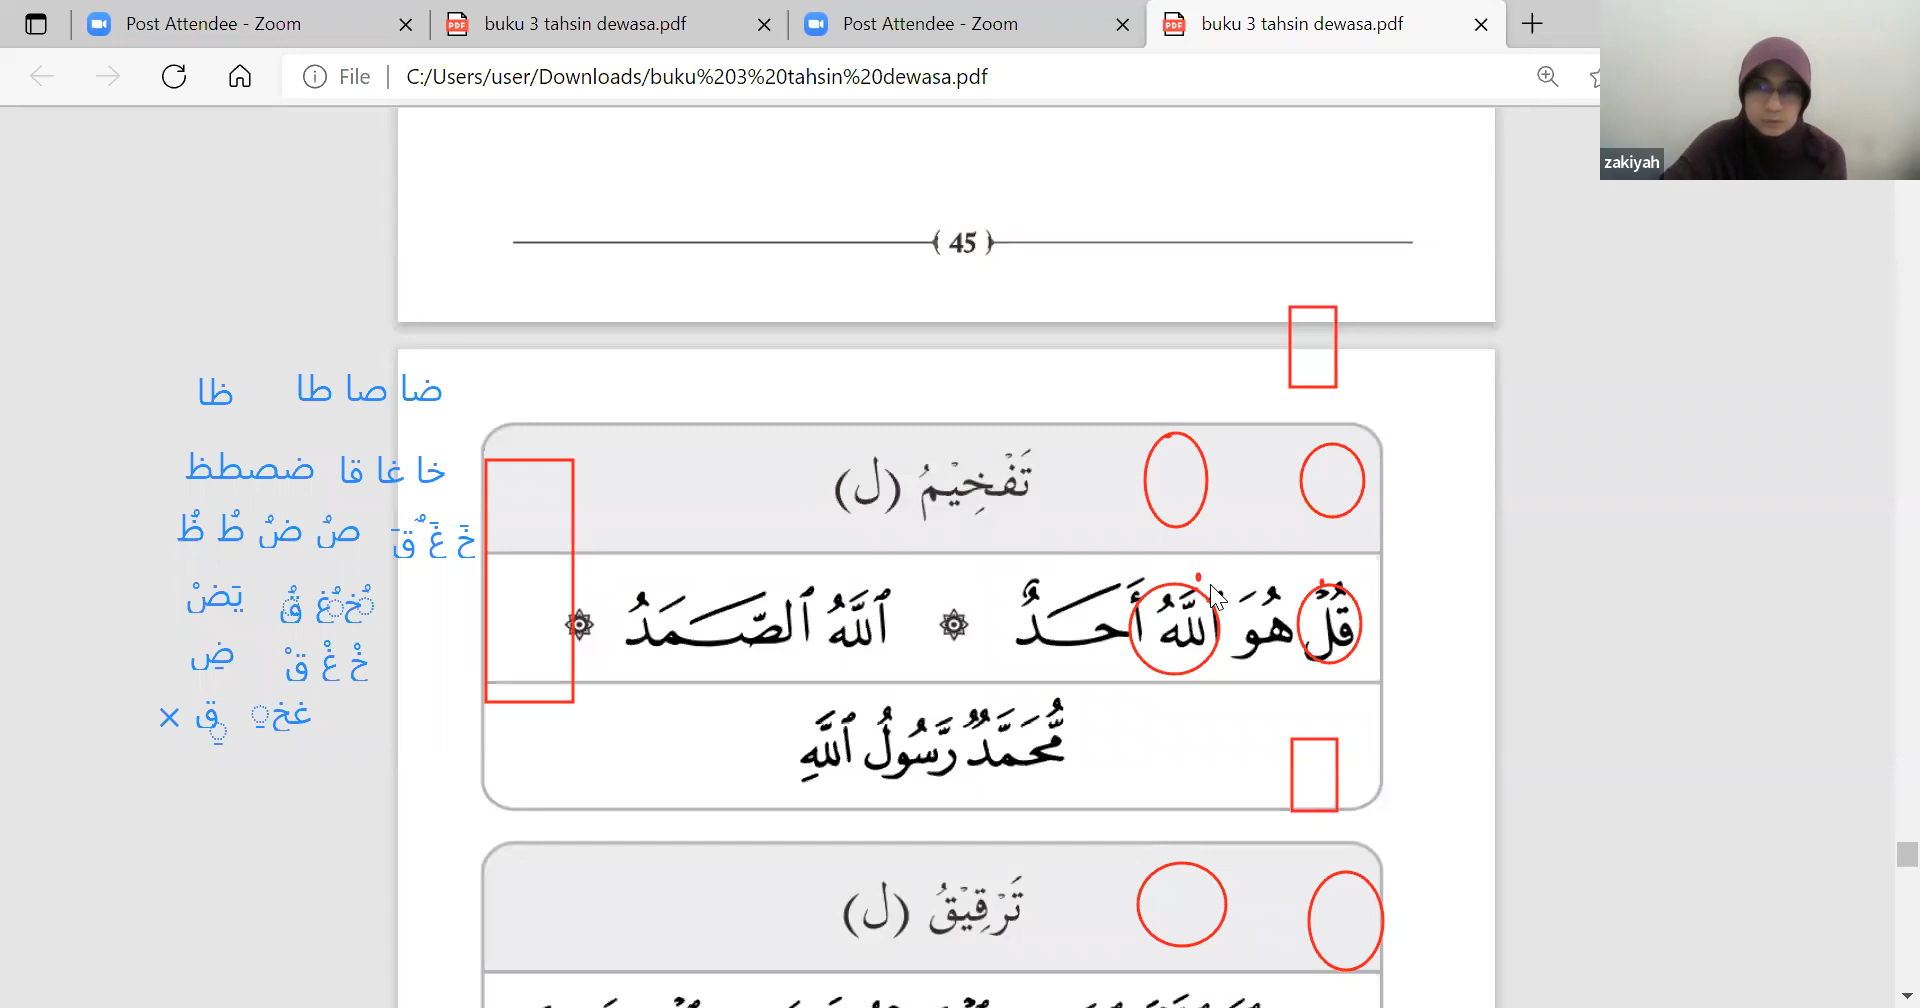 Post Attendee - Zoom
buku 3 tahsin dewasa.pdf
Post Attendee - Zoom
buku 3 tahsin dewasa.pdf
File
C:/Users/user/Downloads/buku%203%20tahsin%20dewasa.pdf
zakiyah
45
ضا صا طا
ظا
تَفْخِيْمُ (ل)
خا غا قا
ضصطظ
صُ ضُ طُ ظُ
قُلْ هُوَ ٱللَّهُ أَحَدٌ ۞ ٱللَّهُ ٱلصَّمَدُ ۞
يَضْ
خْ غْ قْ
ضِ
مُّحَمَّدٌ رَّسُولُ ٱللَّهِ
تَرْقِيْقُ (ل)